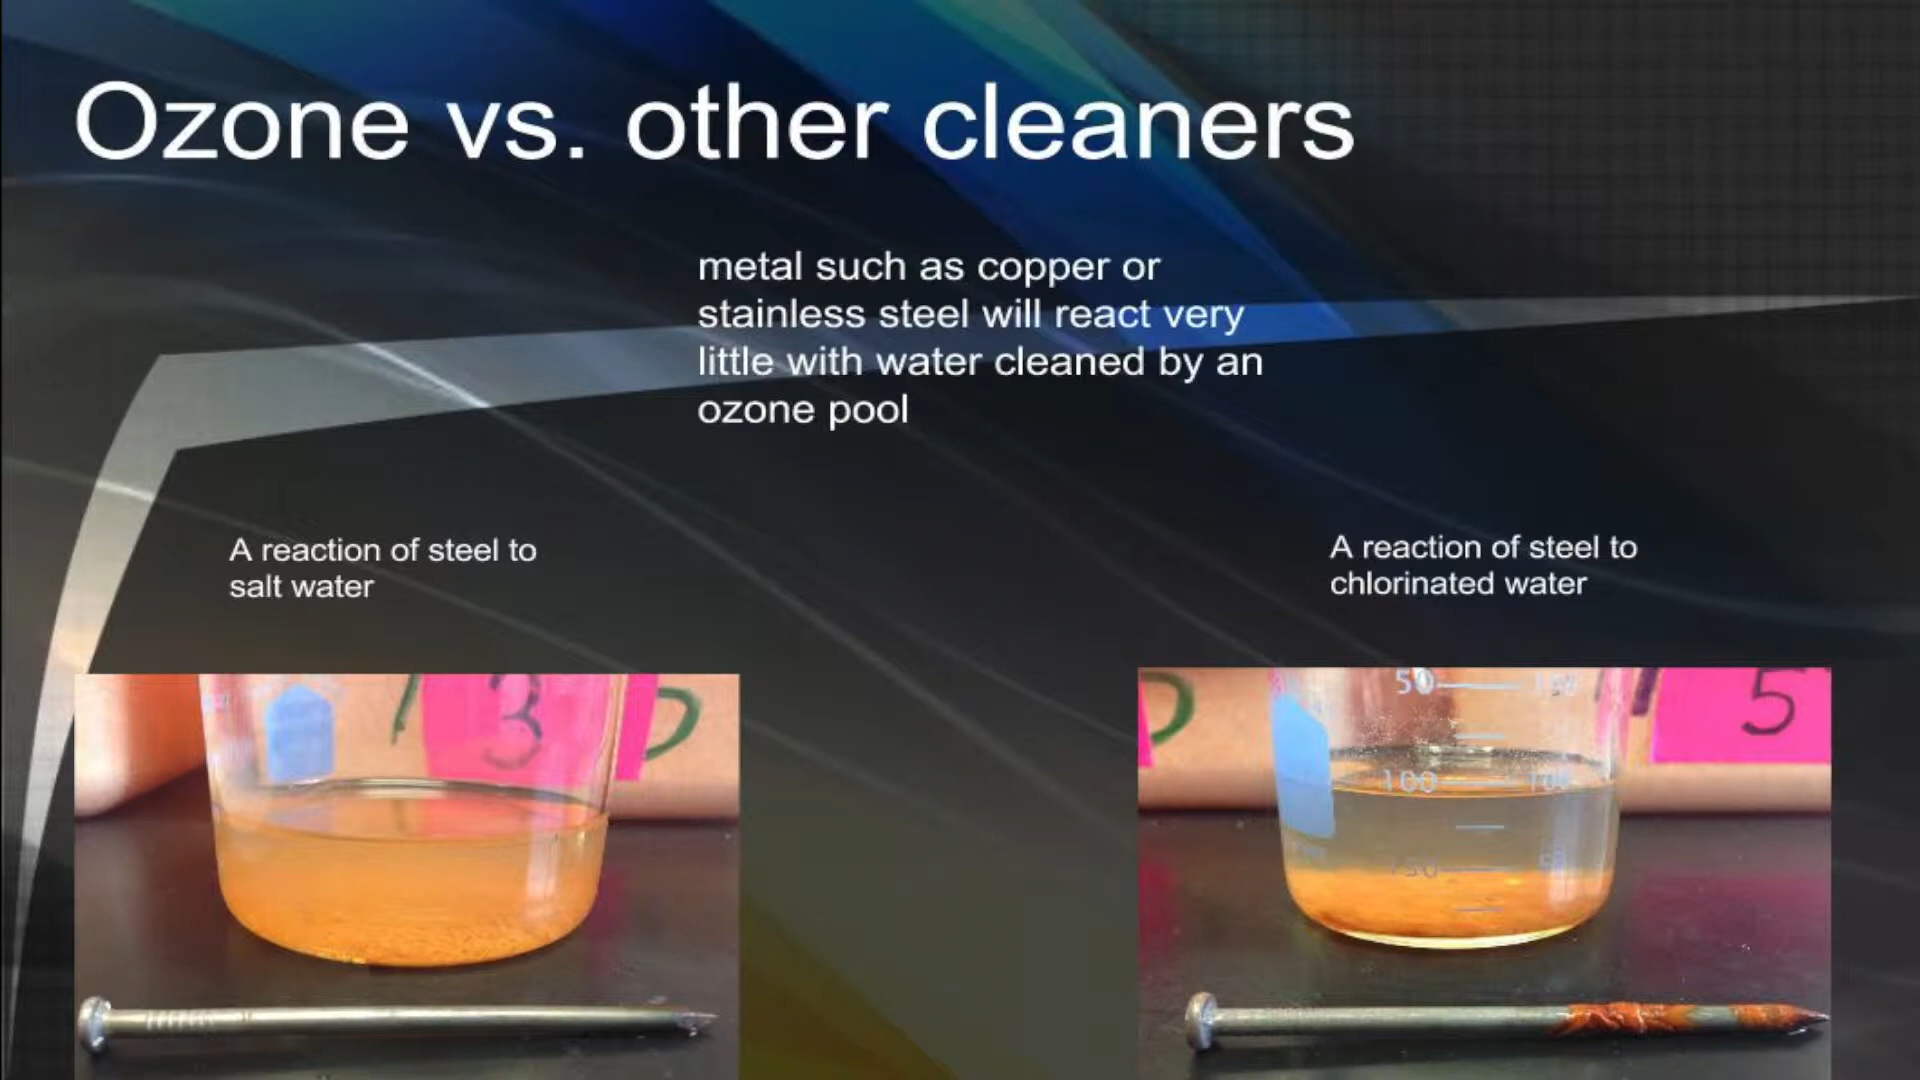 Ozone vs. other cleaners
metal such as copper or
stainless steel will react very
little with water cleaned by an
ozone pool
A reaction of steel to
salt water
A reaction of steel to
chlorinated water
3
50
5
100